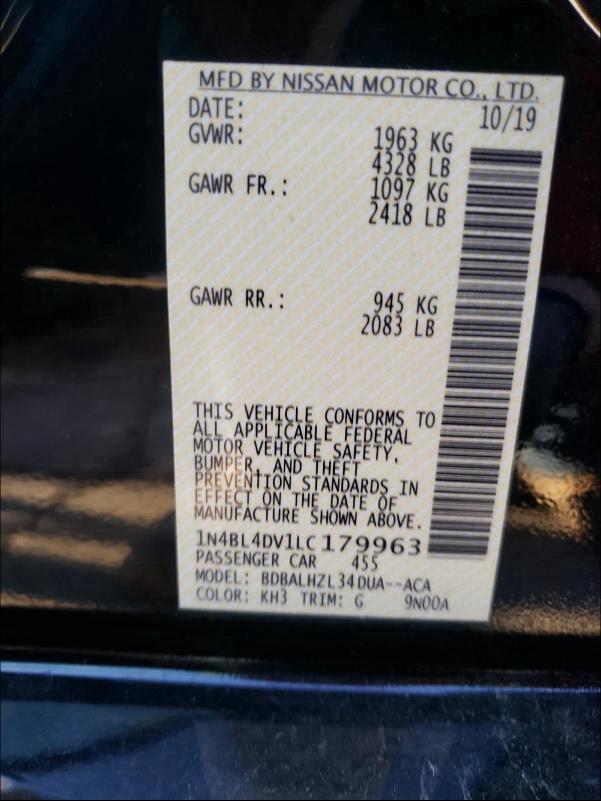 MFD BY NISSAN MOTOR CO., LTD.
DATE: 10/19
GVWR: 1963 KG
4328 LB
GAWR FR.: 1097 KG
2418 LB
GAWR RR.: 945 KG
2083 LB
THIS VEHICLE CONFORMS TO
ALL APPLICABLE FEDERAL
MOTOR VEHICLE SAFETY,
BUMPER, AND THEFT
PREVENTION STANDARDS IN
EFFECT ON THE DATE OF
MANUFACTURE SHOWN ABOVE.
1N4BL4DV1LC179963
PASSENGER CAR 455
MODEL: BDBALHZL34DUA--ACA
COLOR: KH3 TRIM: G 9N00A